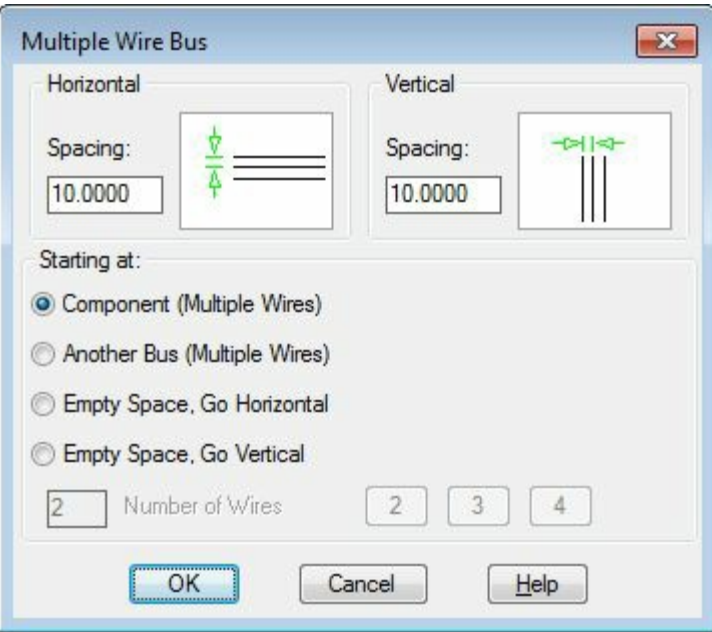 Multiple Wire Bus
Horizontal
Spacing:
10.0000
Vertical
Spacing:
10.0000
Starting at:
Component (Multiple Wires)
Another Bus (Multiple Wires)
Empty Space, Go Horizontal
Empty Space, Go Vertical
2 Number of Wires 2 3 4
OK Cancel Help